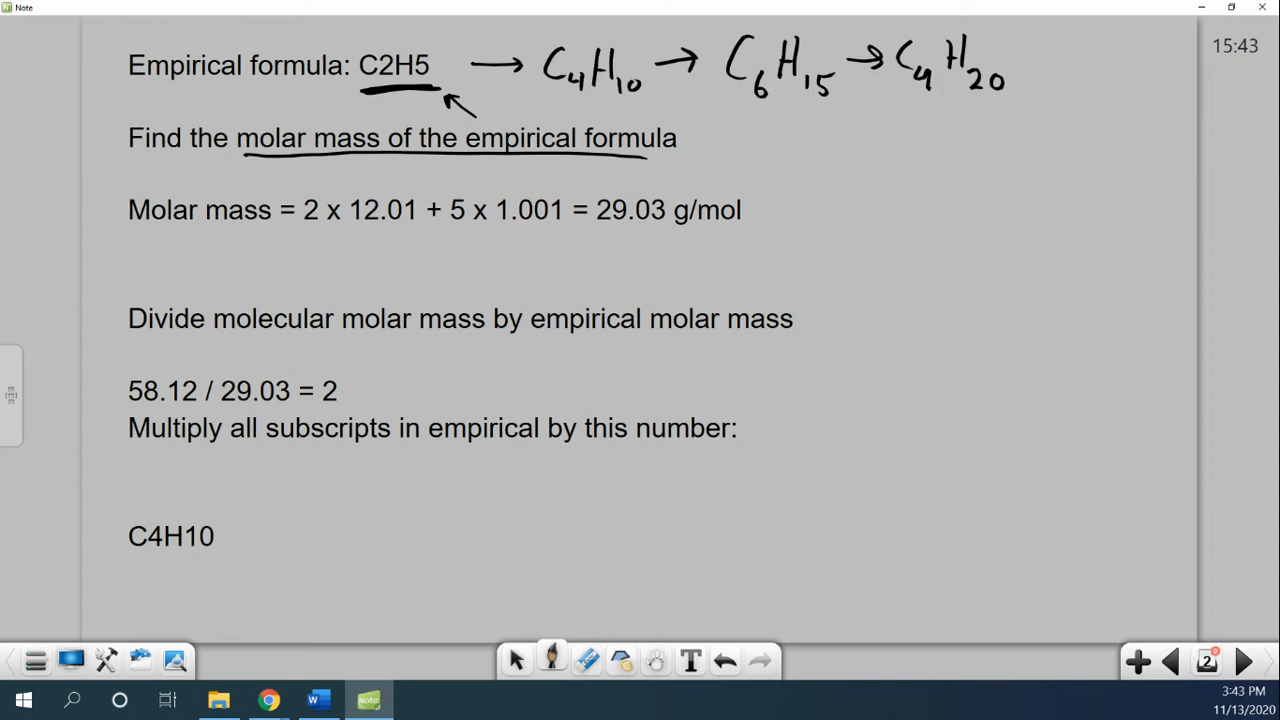 Note
15:43
Empirical formula: C2H5 → C4H10 → C6H15 → C4H20
Find the molar mass of the empirical formula
Molar mass = 2 x 12.01 + 5 x 1.001 = 29.03 g/mol
Divide molecular molar mass by empirical molar mass
58.12 / 29.03 = 2
Multiply all subscripts in empirical by this number:
C4H10
T
2
Note
3:43 PM
11/13/2020